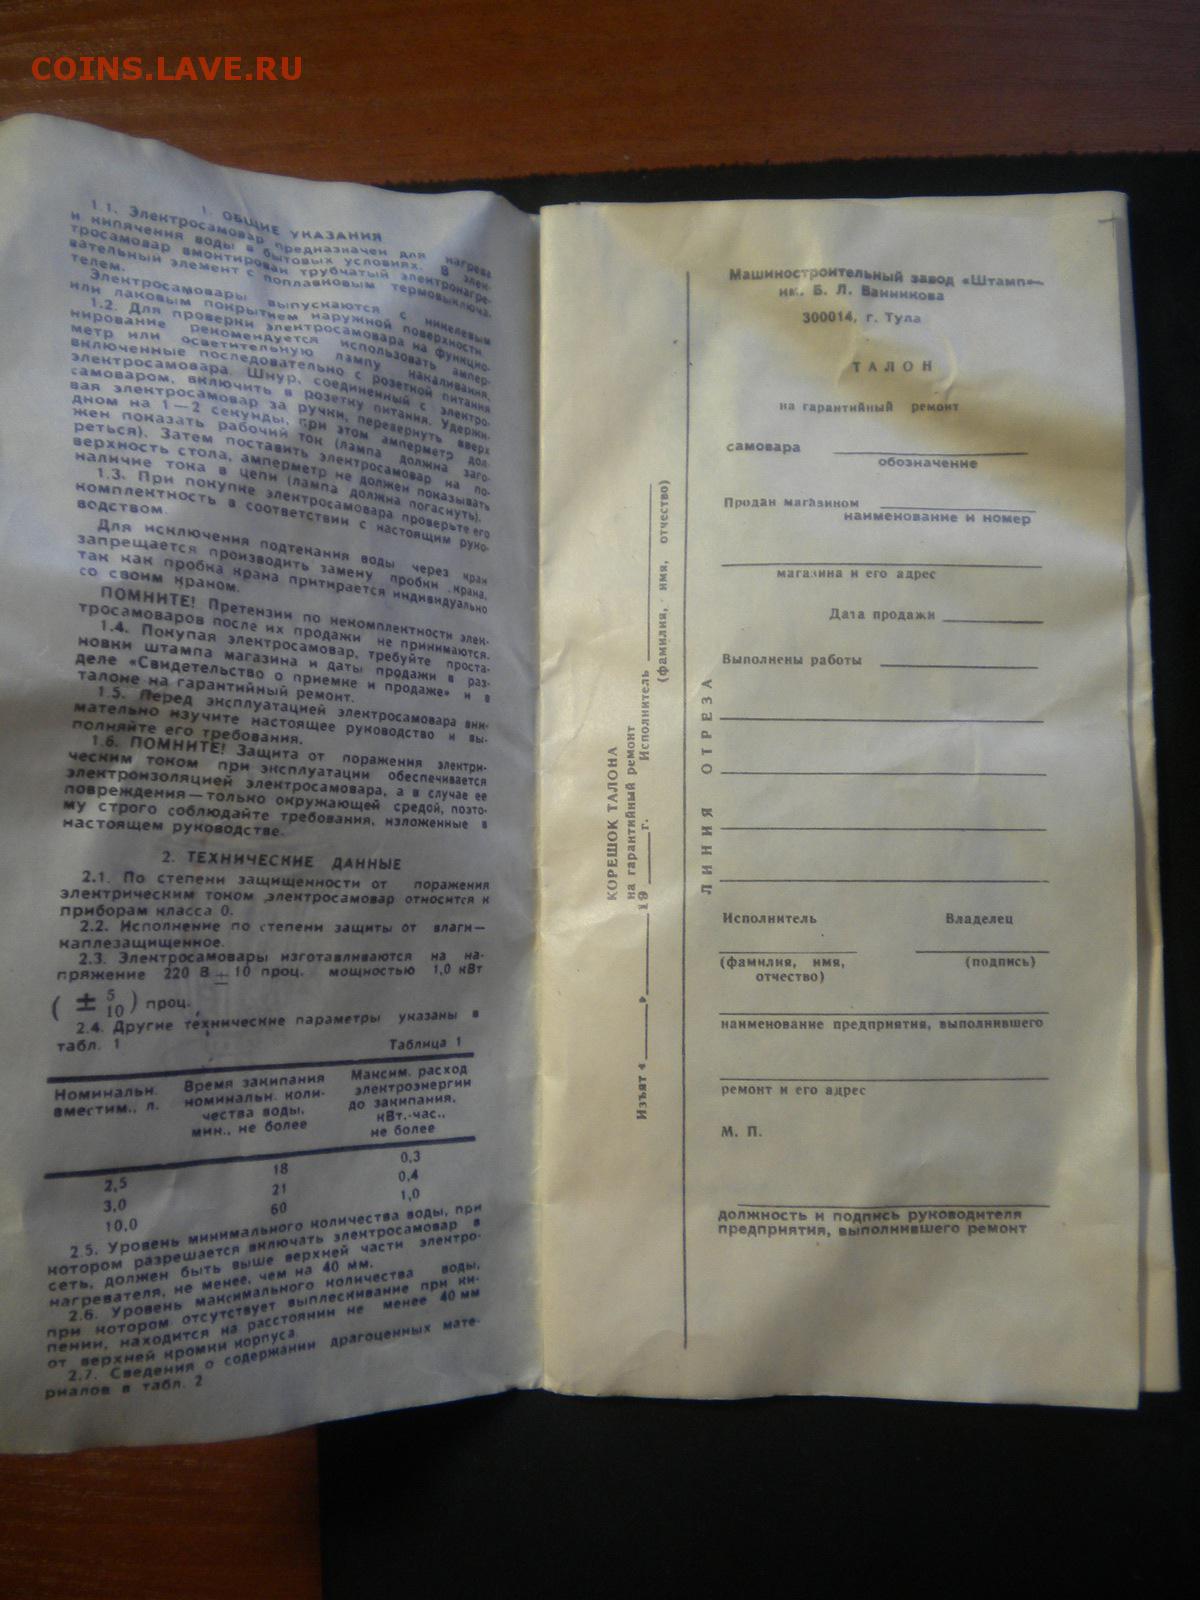 COINS.LAVE.RU
1. ОБЩИЕ УКАЗАНИЯ
1.1. Электросамовар предназначен для нагрева
и кипячения воды в бытовых условиях. В элек-
тросамовар вмонтирован трубчатый электронагре-
вательный элемент с поплавковым термовыключа-
телем.
Электросамовары выпускаются с никелевым
или лаковым покрытием наружной поверхности.
1.2. Для проверки электросамовара на функцио-
нирование рекомендуется использовать ампер-
метр или осветительную лампу накаливания,
включенные последовательно с розеткой питания
электросамовара. Шнур, соединенный с электро-
самоваром, включить в розетку питания. Удержи-
вая электросамовар за ручки, перевернуть вверх
дном на 1—2 секунды, при этом амперметр дол-
жен показать рабочий ток (лампа должна заго-
реться). Затем поставить электросамовар на по-
верхность стола, амперметр не должен показывать
наличие тока в цепи (лампа должна погаснуть).
1.3. При покупке электросамовара проверьте его
комплектность в соответствии с настоящим руко-
водством.
Для исключения подтекания воды через кран
запрещается производить замену пробки крана,
так как пробка крана притирается индивидуально
со своим краном.
ПОМНИТЕ! Претензии по некомплектности элек-
тросамоваров после их продажи не принимаются.
1.4. Покупая электросамовар, требуйте проста-
новки штампа магазина и даты продажи в раз-
деле «Свидетельство о приемке и продаже» и в
талоне на гарантийный ремонт.
1.5. Перед эксплуатацией электросамовара вни-
мательно изучите настоящее руководство и вы-
полняйте его требования.
1.6. ПОМНИТЕ! Защита от поражения электри-
ческим током при эксплуатации обеспечивается
электроизоляцией электросамовара, а в случае ее
повреждения—только окружающей средой, поэто-
му строго соблюдайте требования, изложенные в
настоящем руководстве.
2. ТЕХНИЧЕСКИЕ ДАННЫЕ
2.1. По степени защищенности от поражения
электрическим током электросамовар относится к
приборам класса 0.
2.2. Исполнение по степени защиты от влаги—
каплезащищенное.
2.3. Электросамовары изготавливаются на на-
пряжение 220 В ± 10 проц. мощностью 1,0 кВт
(± 5/10) проц.
2.4. Другие технические параметры указаны в
табл. 1
Таблица 1
Номинальн. вместим., л. Время закипания номинальн. коли-чества воды, мин., не более Максим. расход электроэнергии до закипания, кВт.-час., не более
2,5 18 0,3
3,0 21 0,4
10,0 60 1,0
2.5. Уровень минимального количества воды, при
котором разрешается включать электросамовар в
сеть, должен быть выше верхней части электро-
нагревателя, не менее, чем на 40 мм.
2.6. Уровень максимального количества воды,
при котором отсутствует выплескивание при ки-
пении, находится на расстоянии не менее 40 мм
от верхней кромки корпуса.
2.7. Сведения о содержании драгоценных мате-
риалов в табл. 2
КОРЕШОК ТАЛОНА
на гарантийный ремонт
Изъят « » 19 г. Исполнитель
(фамилия, имя, отчество)
ЛИНИЯ ОТРЕЗА
Машиностроительный завод «Штамп»
им. Б. Л. Ванникова
300014, г. Тула
ТАЛОН
на гарантийный ремонт
самовара
обозначение
Продан магазином
наименование и номер
магазина и его адрес
Дата продажи
Выполнены работы
Исполнитель Владелец
(фамилия, имя, (подпись)
отчество)
наименование предприятия, выполнившего
ремонт и его адрес
М. П.
должность и подпись руководителя
предприятия, выполнившего ремонт